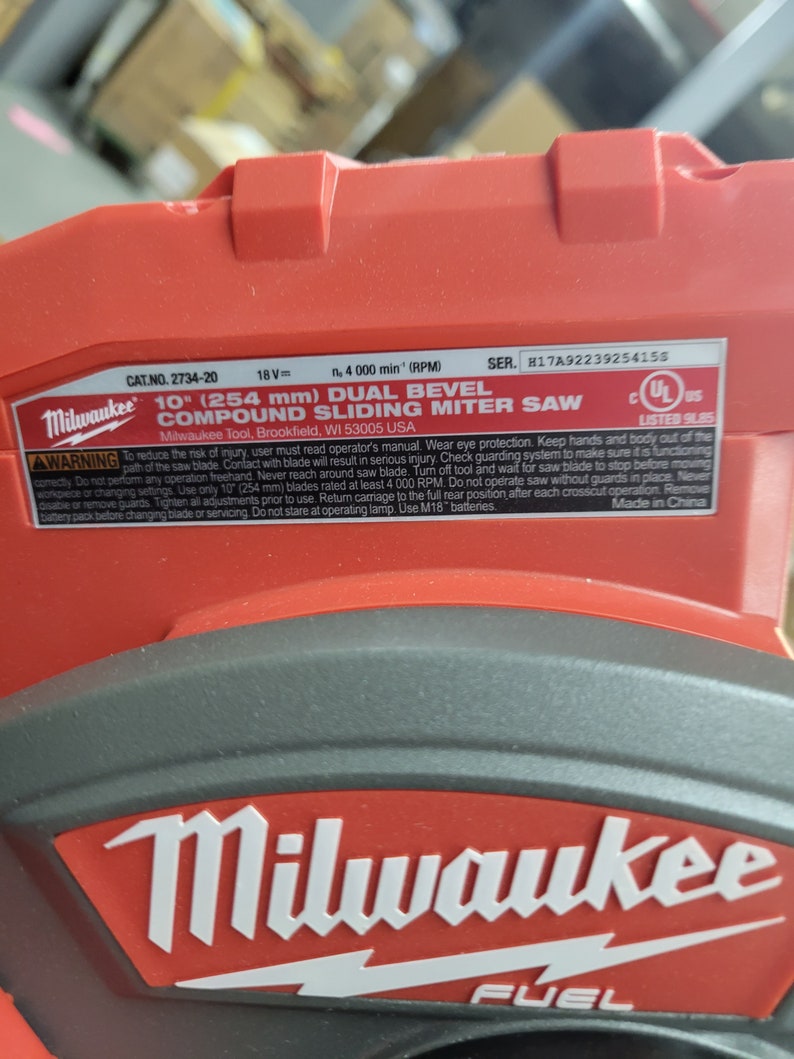 CAT.NO. 2734-20 18 V⎓ n₀ 4 000 min⁻¹ (RPM) SER. H17A9223925415S
Milwaukee
10" (254 mm) DUAL BEVEL
COMPOUND SLIDING MITER SAW
Milwaukee Tool, Brookfield, WI 53005 USA
C UL US
LISTED 9L85
WARNING To reduce the risk of injury, user must read operator's manual. Wear eye protection. Keep hands and body out of the
path of the saw blade. Contact with blade will result in serious injury. Check guarding system to make sure it is functioning
correctly. Do not perform any operation freehand. Never reach around saw blade. Turn off tool and wait for saw blade to stop before moving
workpiece or changing settings. Use only 10" (254 mm) blades rated at least 4 000 RPM. Do not operate saw without guards in place. Never
disable or remove guards. Tighten all adjustments prior to use. Return carriage to the full rear position after each crosscut operation. Remove
battery pack before changing blade or servicing. Do not stare at operating lamp. Use M18™ batteries. Made in China
Milwaukee
FUEL